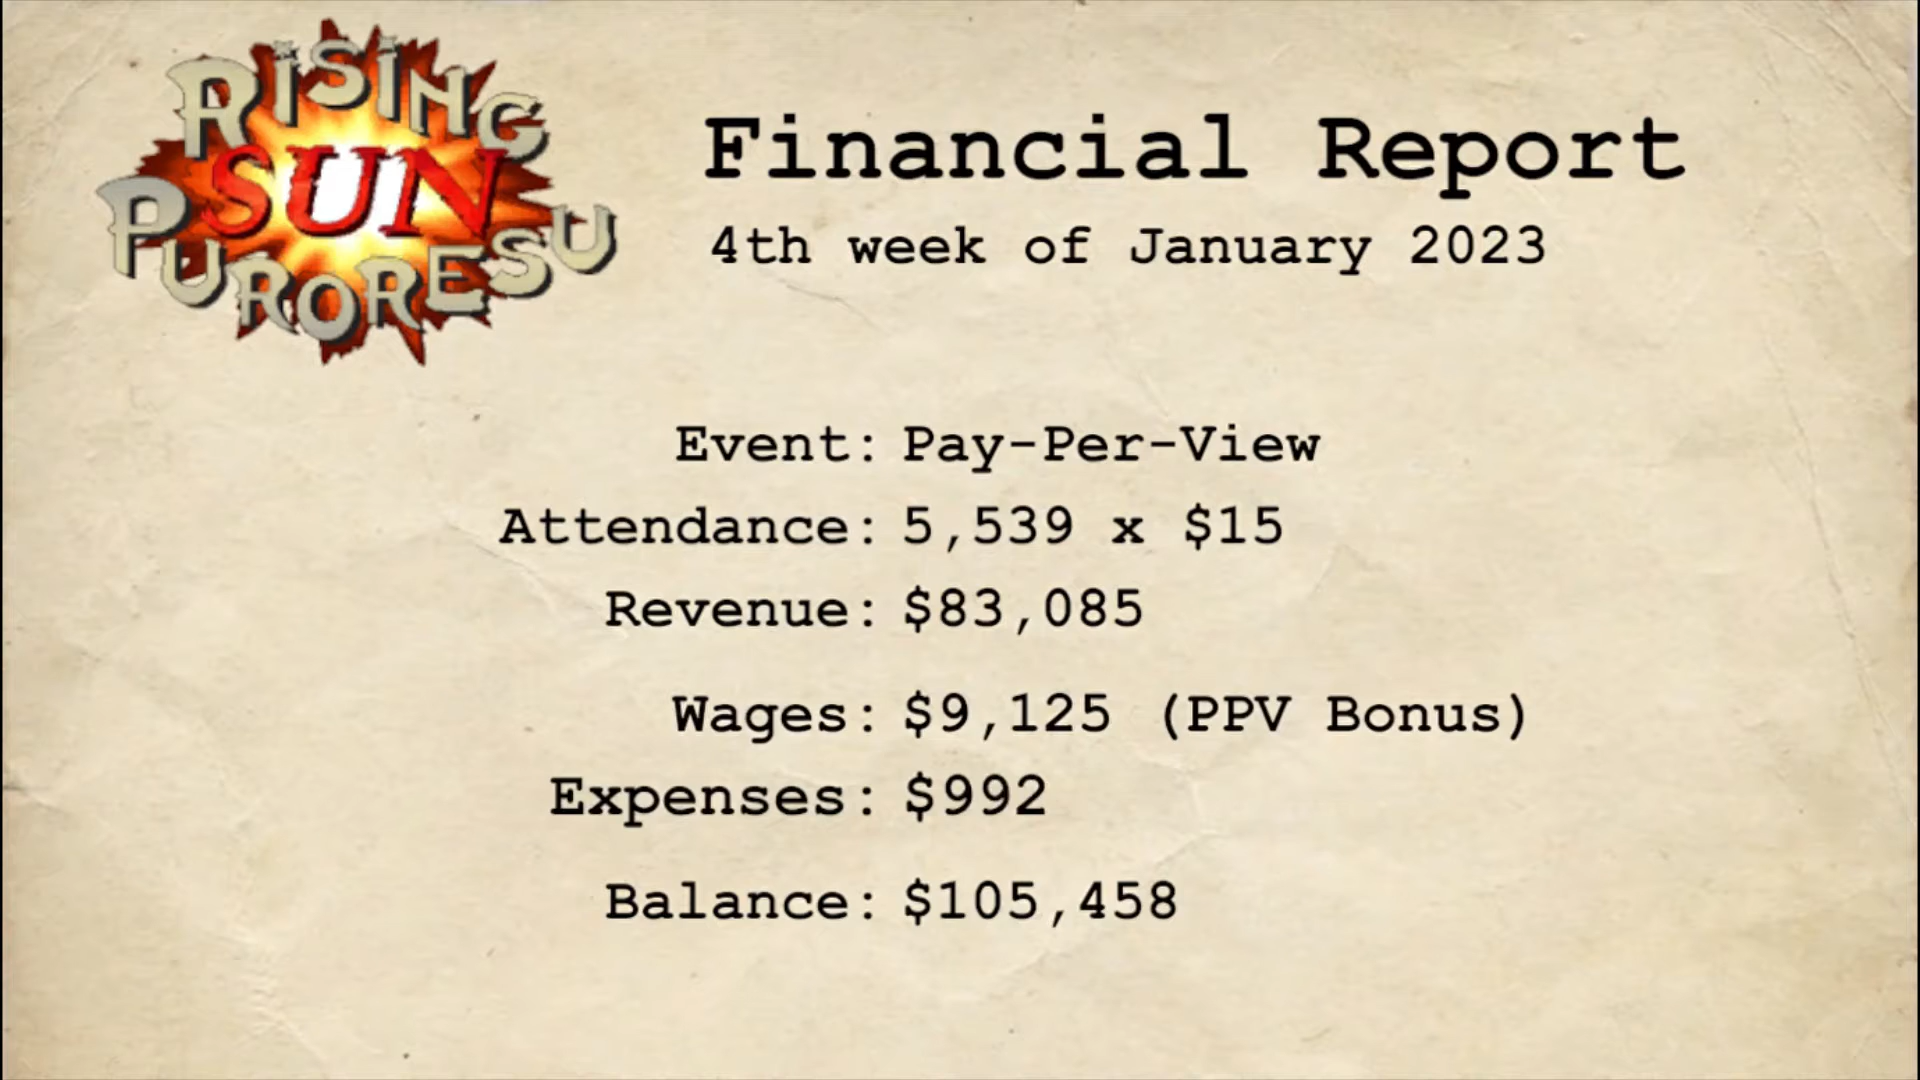 RiSiNG
SUN
PURORESU
Financial Report
4th week of January 2023
Event: Pay-Per-View
Attendance: 5,539 x $15
Revenue: $83,085
Wages: $9,125 (PPV Bonus)
Expenses: $992
Balance: $105,458